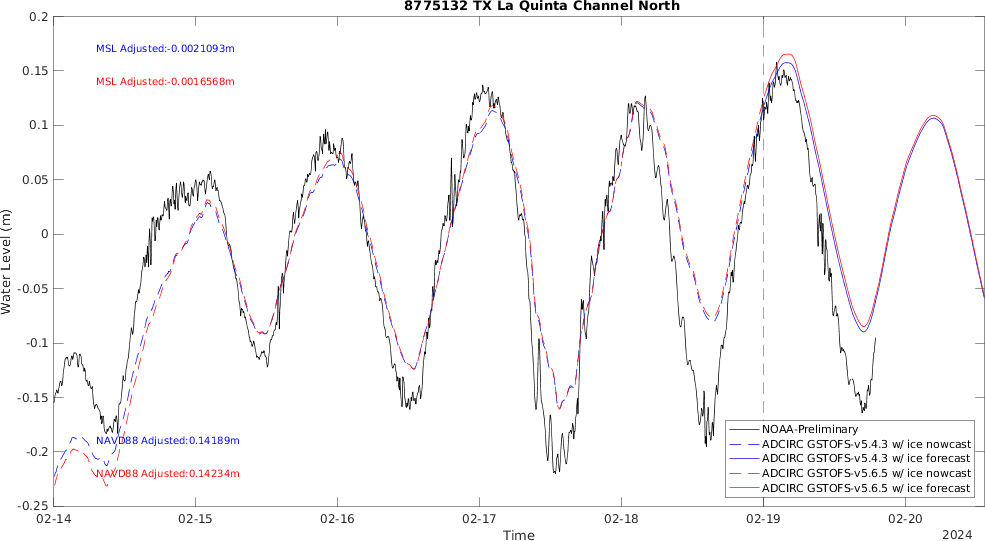 8775132 TX La Quinta Channel North
0.2
0.15
0.1
0.05
0
-0.05
-0.1
-0.15
-0.2
-0.25
Water Level (m)
MSL Adjusted:-0.0021093m
MSL Adjusted:-0.0016568m
NAVD88 Adjusted:0.14189m
NAVD88 Adjusted:0.14234m
NOAA-Preliminary
ADCIRC GSTOFS-v5.4.3 w/ ice nowcast
ADCIRC GSTOFS-v5.4.3 w/ ice forecast
ADCIRC GSTOFS-v5.6.5 w/ ice nowcast
ADCIRC GSTOFS-v5.6.5 w/ ice forecast
02-14 02-15 02-16 02-17 02-18 02-19 02-20
Time
2024